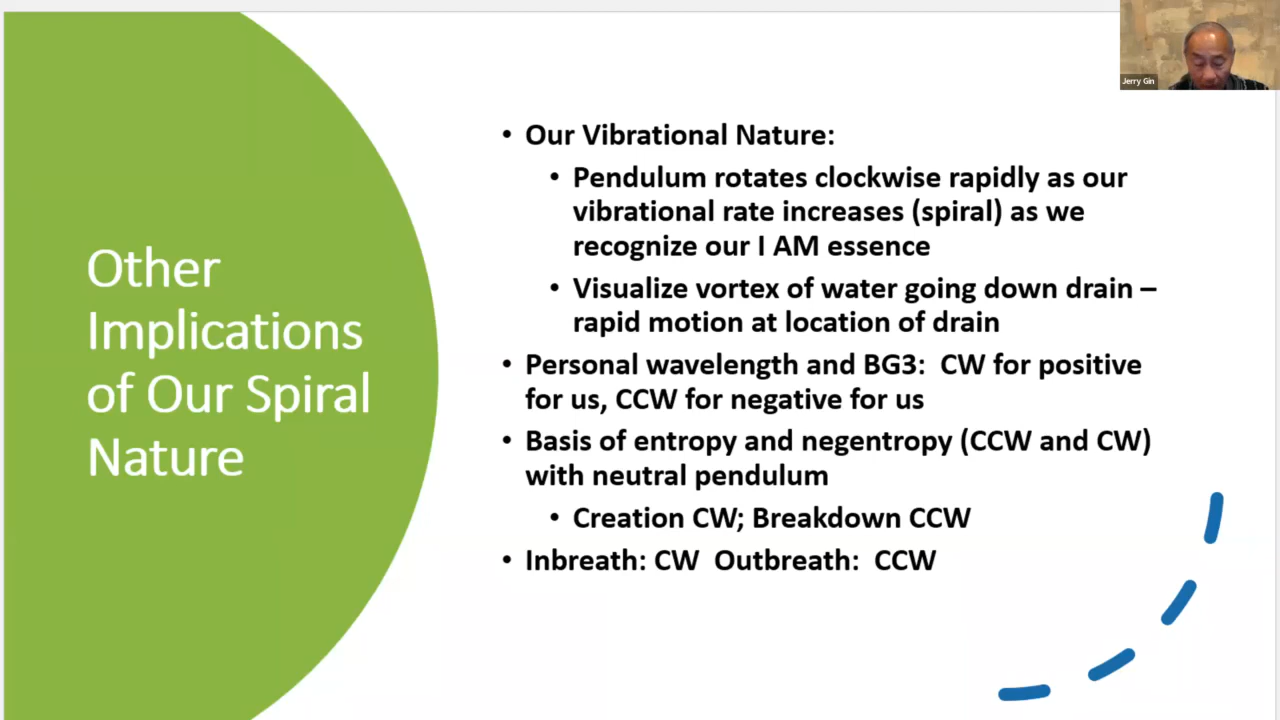 Jerry Gin
Other
Implications
of Our Spiral
Nature
• Our Vibrational Nature:
• Pendulum rotates clockwise rapidly as our
vibrational rate increases (spiral) as we
recognize our I AM essence
• Visualize vortex of water going down drain –
rapid motion at location of drain
• Personal wavelength and BG3:  CW for positive
for us, CCW for negative for us
• Basis of entropy and negentropy (CCW and CW)
with neutral pendulum
• Creation CW; Breakdown CCW
• Inbreath: CW  Outbreath:  CCW